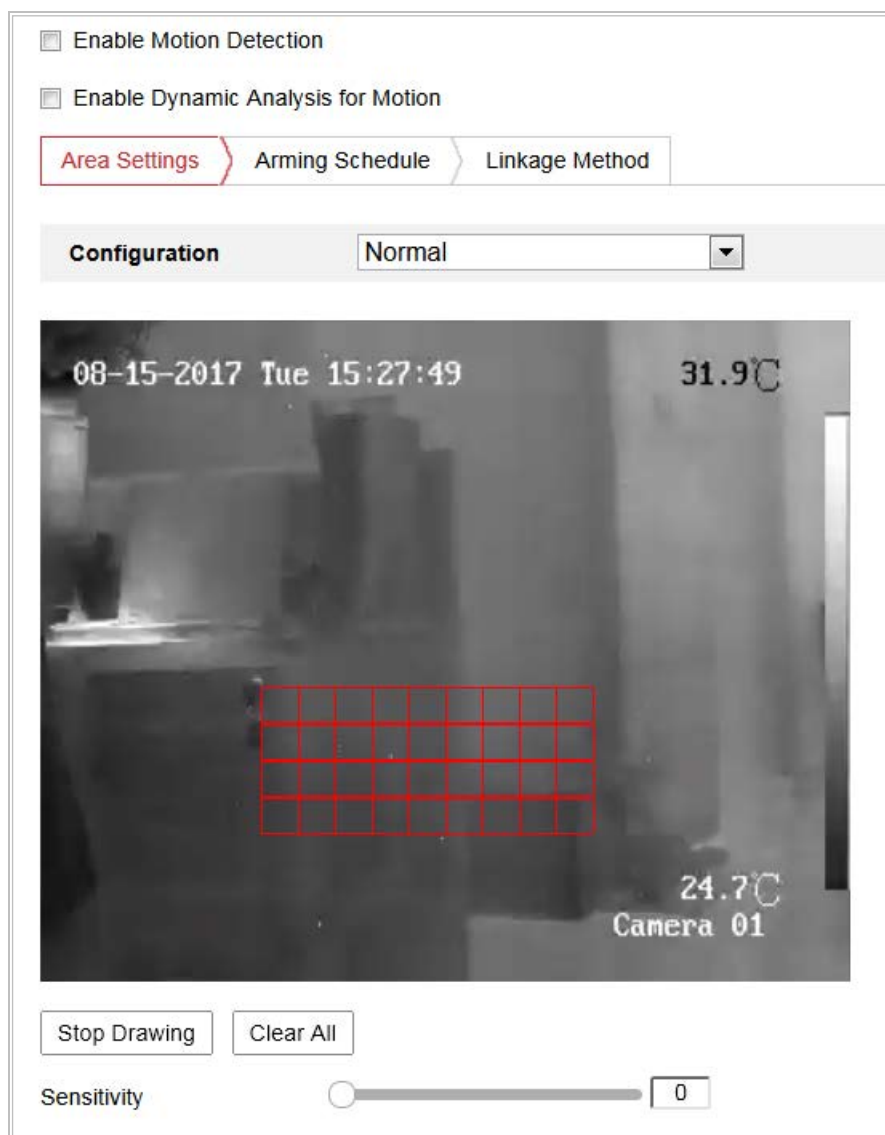 Enable Motion Detection
Enable Dynamic Analysis for Motion
Area Settings
Arming Schedule
Linkage Method
Configuration
Normal
08-15-2017 Tue 15:27:49
31.9℃
24.7℃
Camera 01
Stop Drawing
Clear All
Sensitivity
0